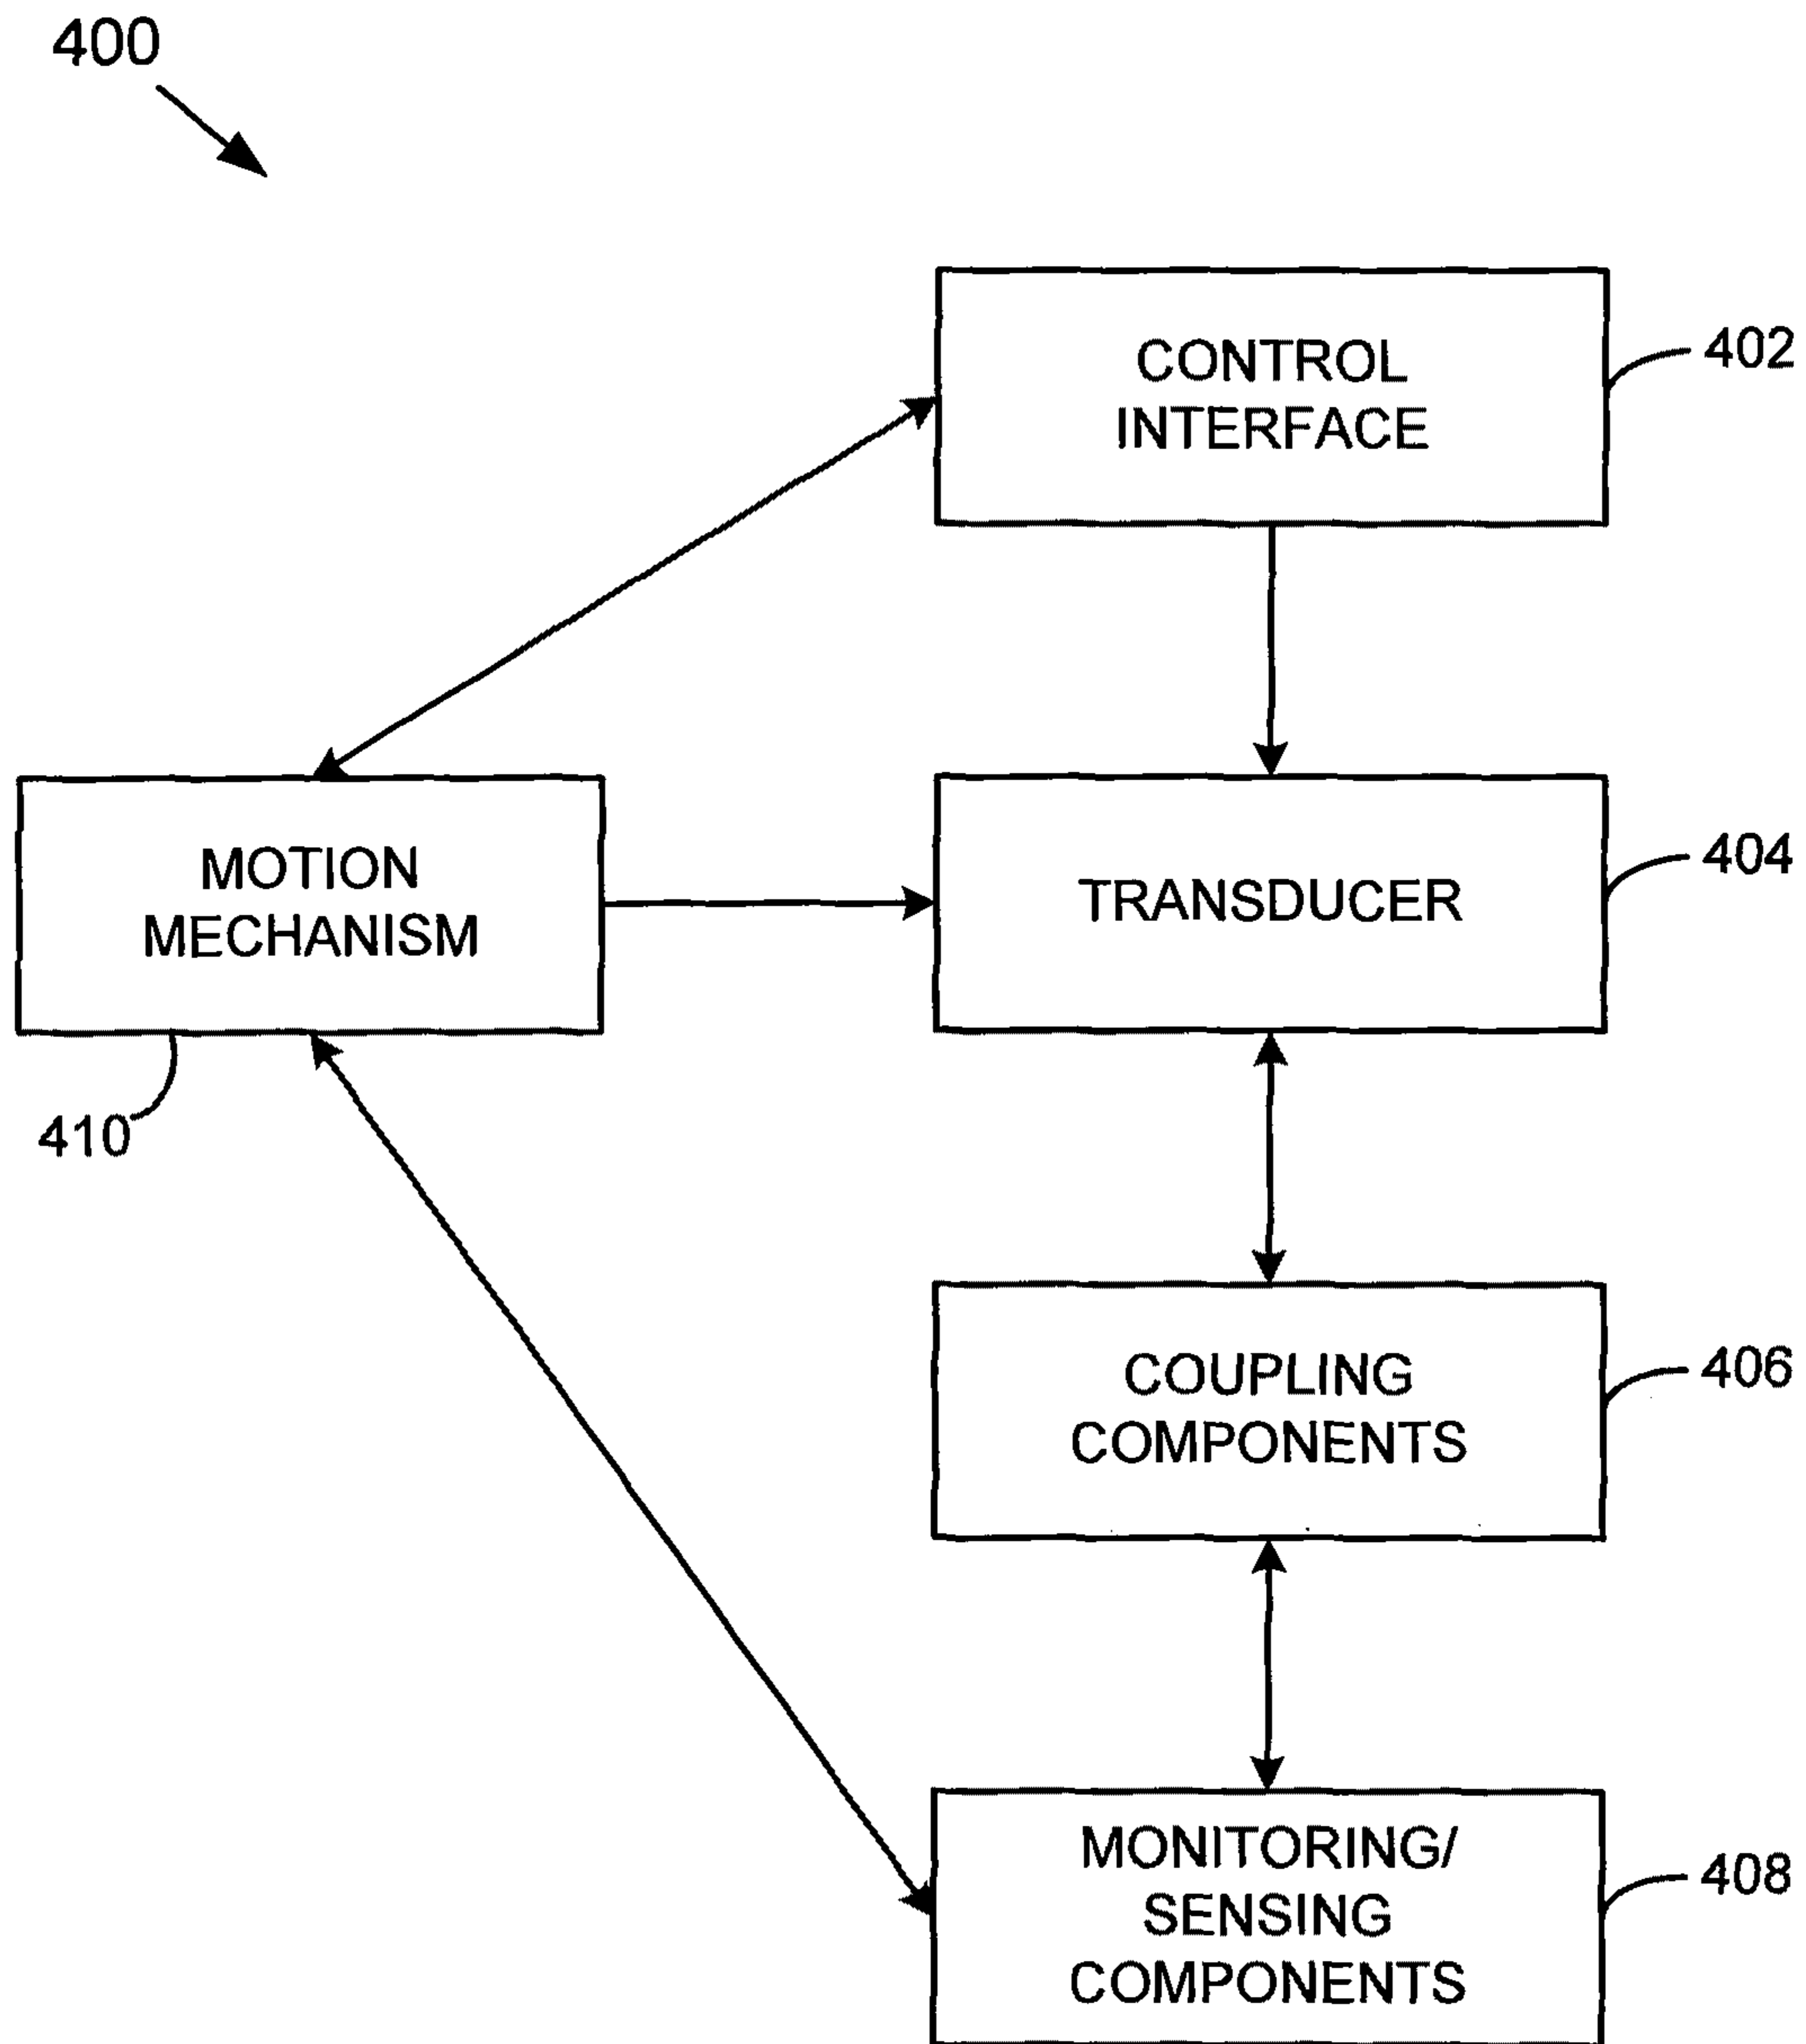 400
CONTROL
INTERFACE
402
MOTION
MECHANISM
410
TRANSDUCER
404
COUPLING
COMPONENTS
406
MONITORING/
SENSING
COMPONENTS
408